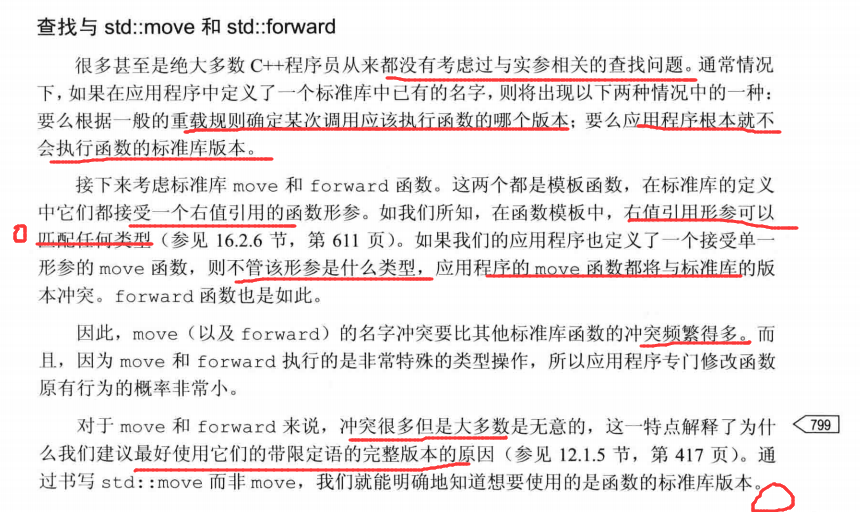 查找与 std::move 和 std::forward
很多甚至是绝大多数 C++程序员从来都没有考虑过与实参相关的查找问题。通常情况
下，如果在应用程序中定义了一个标准库中已有的名字，则将出现以下两种情况中的一种：
要么根据一般的重载规则确定某次调用应该执行函数的哪个版本；要么应用程序根本就不
会执行函数的标准库版本。
接下来考虑标准库 move 和 forward 函数。这两个都是模板函数，在标准库的定义
中它们都接受一个右值引用的函数形参。如我们所知，在函数模板中，右值引用形参可以
匹配任何类型（参见 16.2.6 节，第 611 页）。如果我们的应用程序也定义了一个接受单一
形参的 move 函数，则不管该形参是什么类型，应用程序的 move 函数都将与标准库的版
本冲突。forward 函数也是如此。
因此，move（以及 forward）的名字冲突要比其他标准库函数的冲突频繁得多。而
且，因为 move 和 forward 执行的是非常特殊的类型操作，所以应用程序专门修改函数
原有行为的概率非常小。
对于 move 和 forward 来说，冲突很多但是大多数是无意的，这一特点解释了为什
么我们建议最好使用它们的带限定语的完整版本的原因（参见 12.1.5 节，第 417 页）。通
过书写 std::move 而非 move，我们就能明确地知道想要使用的是函数的标准库版本。
799